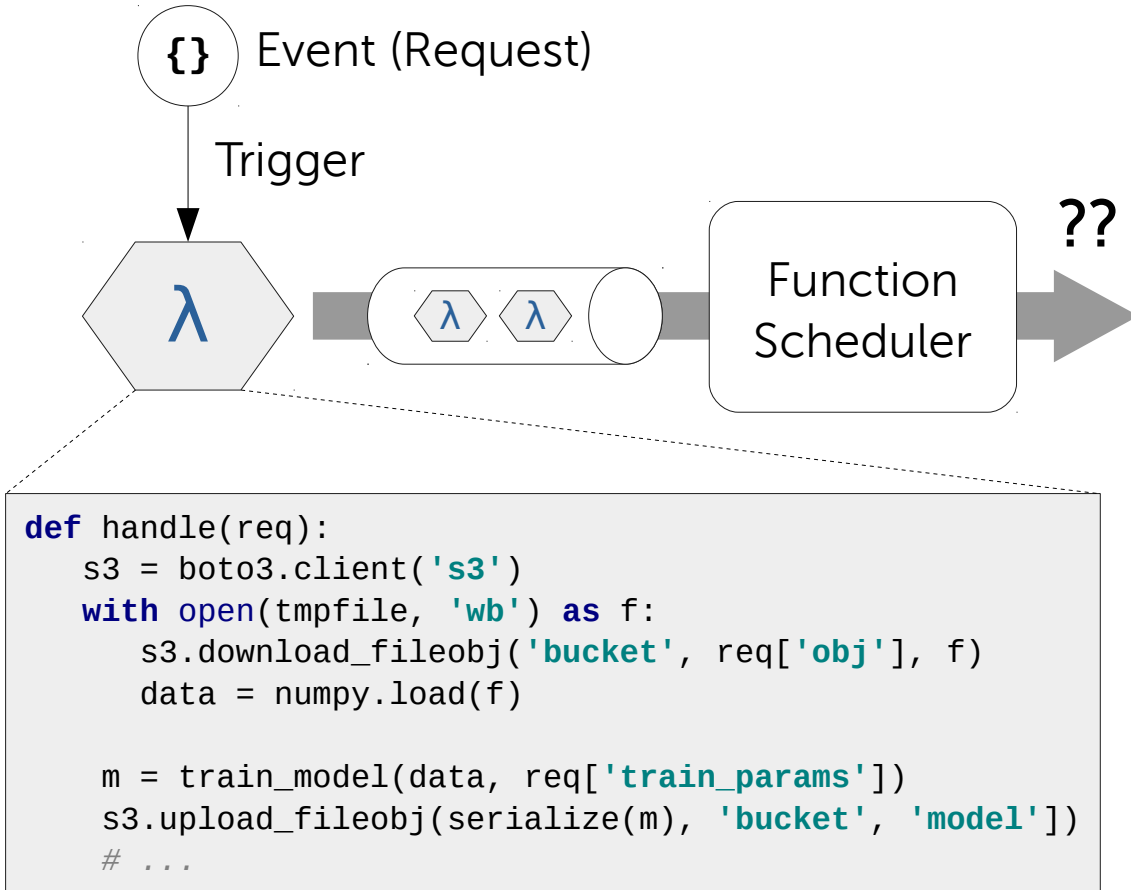 {}
Event (Request)
Trigger
λ
λ
λ
Function
Scheduler
??
def handle(req):
   s3 = boto3.client('s3')
   with open(tmpfile, 'wb') as f:
      s3.download_fileobj('bucket', req['obj'], f)
      data = numpy.load(f)

    m = train_model(data, req['train_params'])
    s3.upload_fileobj(serialize(m), 'bucket', 'model'])
    # ...